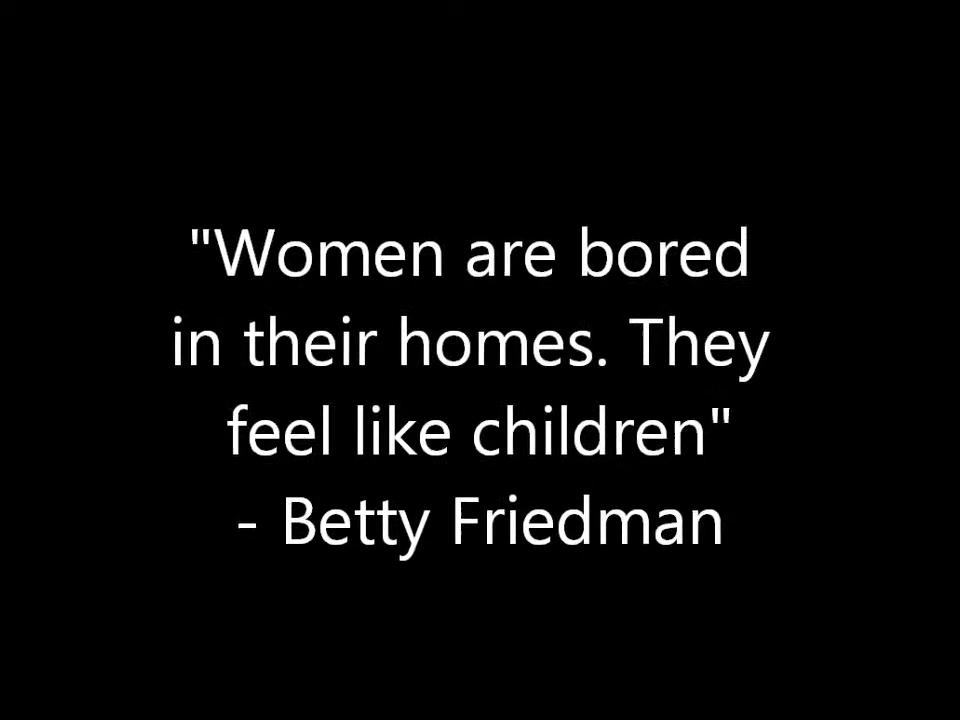 "Women are bored
in their homes. They
feel like children"
- Betty Friedman